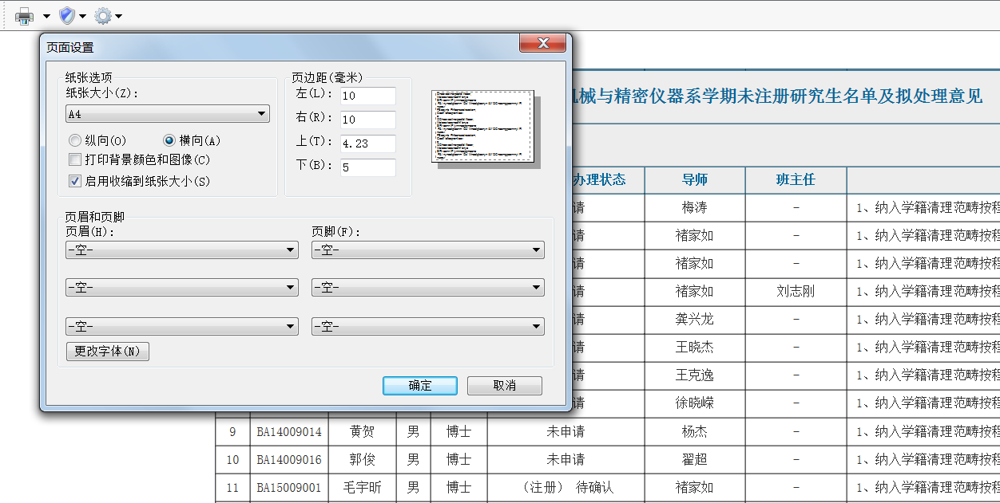 页面设置
纸张选项
纸张大小(Z):
A4
纵向(O) 横向(A)
打印背景颜色和图像(C)
启用收缩到纸张大小(S)
页边距(毫米)
左(L): 10
右(R): 10
上(T): 4.23
下(B): 5
页眉和页脚
页眉(H): 页脚(F):
-空- -空-
-空- -空-
-空- -空-
更改字体(N)
确定 取消
机械与精密仪器系学期未注册研究生名单及拟处理意见
办理状态 导师 班主任
请 梅涛 - 1、纳入学籍清理范畴按程
请 褚家如 - 1、纳入学籍清理范畴按程
请 褚家如 - 1、纳入学籍清理范畴按程
请 褚家如 刘志刚 1、纳入学籍清理范畴按程
请 龚兴龙 - 1、纳入学籍清理范畴按程
请 王晓杰 - 1、纳入学籍清理范畴按程
请 王克逸 - 1、纳入学籍清理范畴按程
请 徐晓嵘 - 1、纳入学籍清理范畴按程
9 BA14009014 黄贺 男 博士 未申请 杨杰 - 1、纳入学籍清理范畴按程
10 BA14009016 郭俊 男 博士 未申请 翟超 - 1、纳入学籍清理范畴按程
11 BA15009001 毛宇昕 男 博士 （注册） 待确认 褚家如 - 1、纳入学籍清理范畴按程